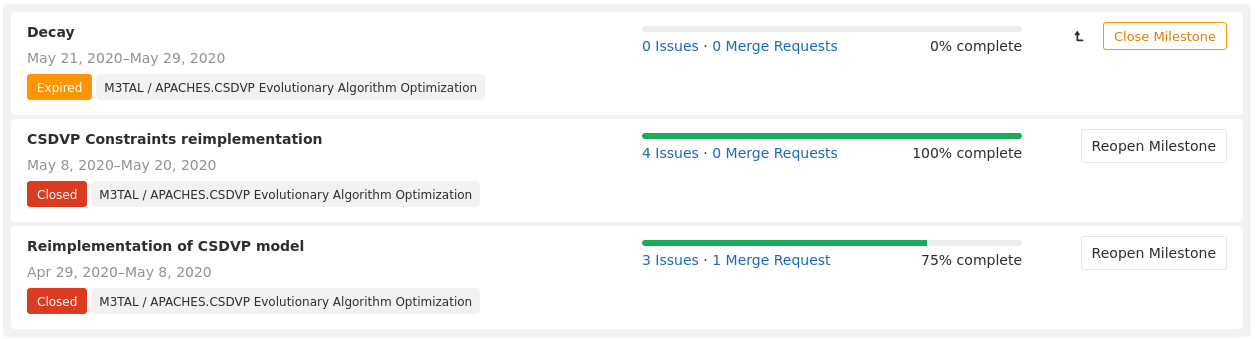 Decay
May 21, 2020–May 29, 2020
Expired M3TAL / APACHES.CSDVP Evolutionary Algorithm Optimization
0 Issues · 0 Merge Requests 0% complete
Close Milestone
CSDVP Constraints reimplementation
May 8, 2020–May 20, 2020
Closed M3TAL / APACHES.CSDVP Evolutionary Algorithm Optimization
4 Issues · 0 Merge Requests 100% complete
Reopen Milestone
Reimplementation of CSDVP model
Apr 29, 2020–May 8, 2020
Closed M3TAL / APACHES.CSDVP Evolutionary Algorithm Optimization
3 Issues · 1 Merge Request 75% complete
Reopen Milestone